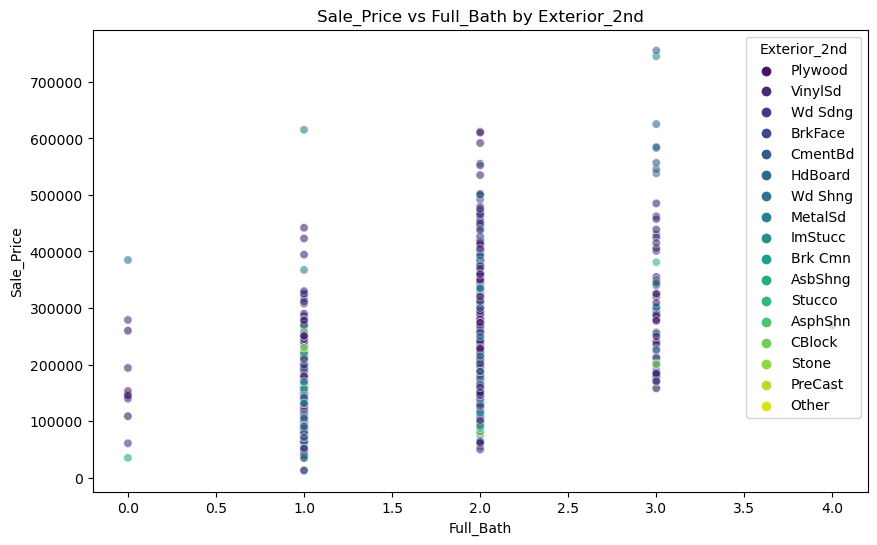 Sale_Price vs Full_Bath by Exterior_2nd
Sale_Price
700000
600000
500000
400000
300000
200000
100000
0
0.0
0.5
1.0
1.5
2.0
2.5
3.0
3.5
4.0
Full_Bath
Exterior_2nd
Plywood
VinylSd
Wd Sdng
BrkFace
CmentBd
HdBoard
Wd Shng
MetalSd
ImStucc
Brk Cmn
AsbShng
Stucco
AsphShn
CBlock
Stone
PreCast
Other